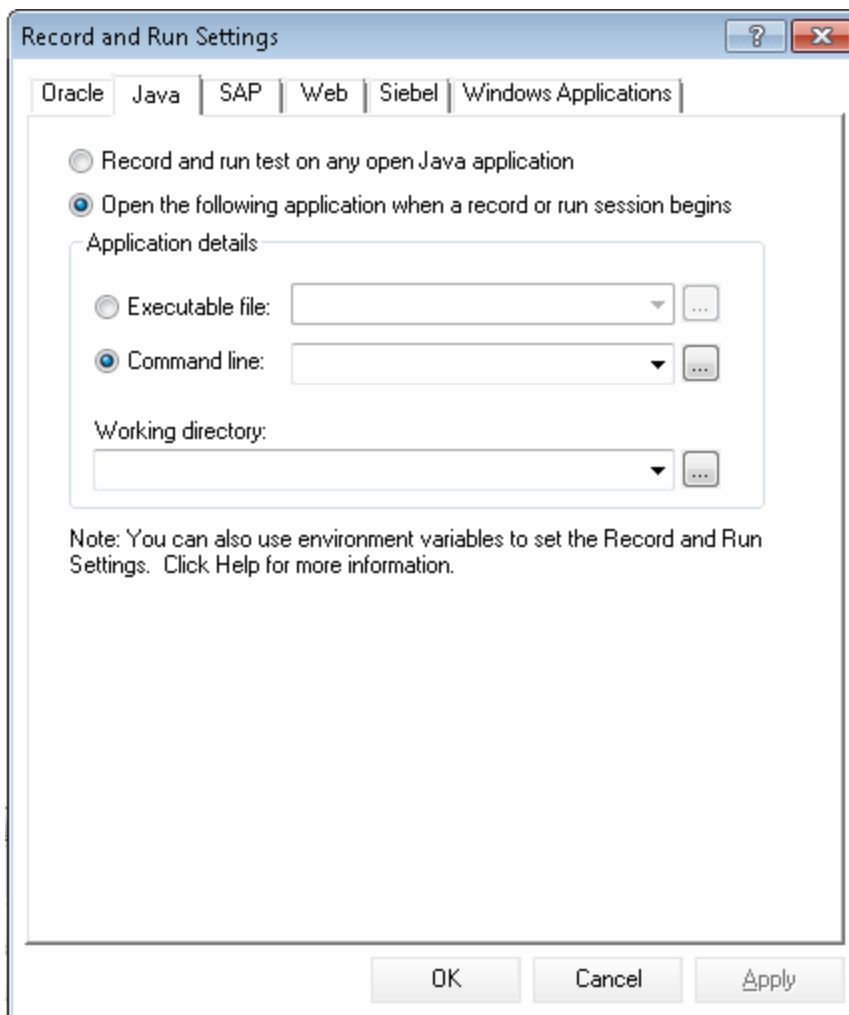 Record and Run Settings
Oracle Java SAP Web Siebel Windows Applications
Record and run test on any open Java application
Open the following application when a record or run session begins
Application details
Executable file:
...
Command line:
...
Working directory:
...
Note: You can also use environment variables to set the Record and Run
Settings. Click Help for more information.
OK Cancel Apply